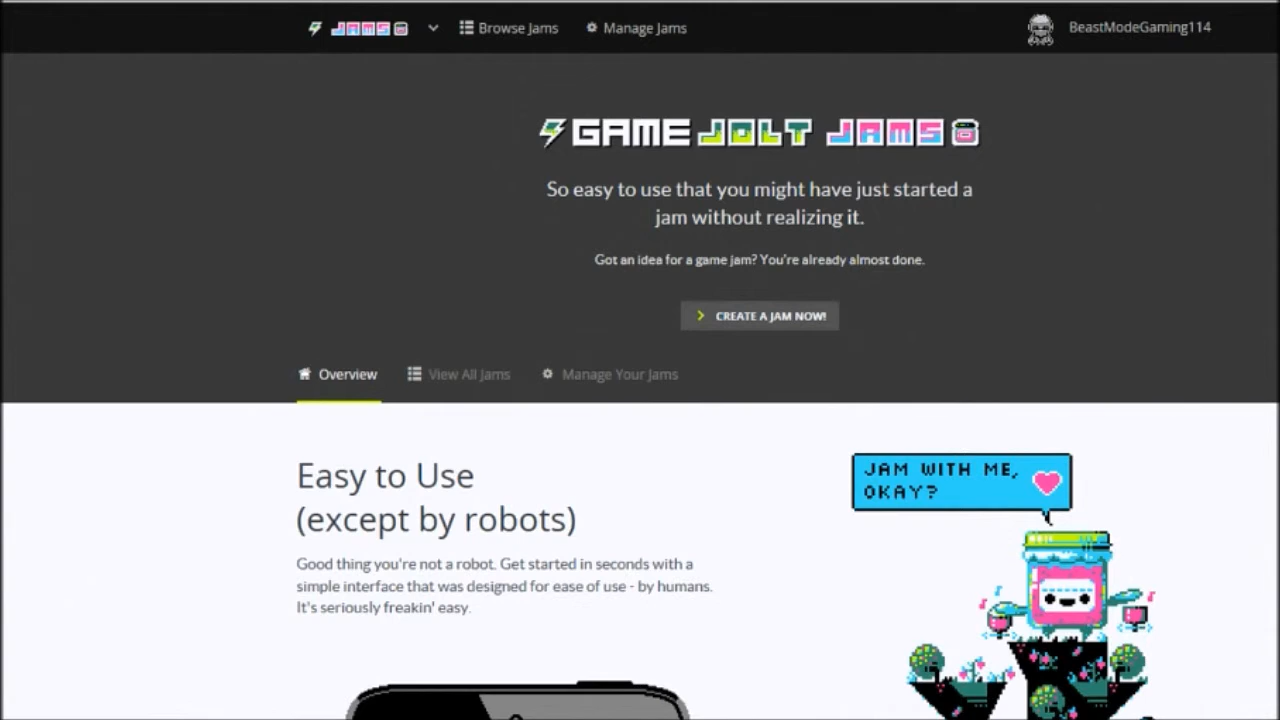 JAMS
Browse Jams
Manage Jams
BeastModeGaming114
GAME JOLT JAMS
So easy to use that you might have just started a
jam without realizing it.
Got an idea for a game jam? You're already almost done.
CREATE A JAM NOW!
Overview
View All Jams
Manage Your Jams
Easy to Use
(except by robots)
Good thing you're not a robot. Get started in seconds with a
simple interface that was designed for ease of use - by humans.
It's seriously freakin' easy.
JAM WITH ME,
OKAY?